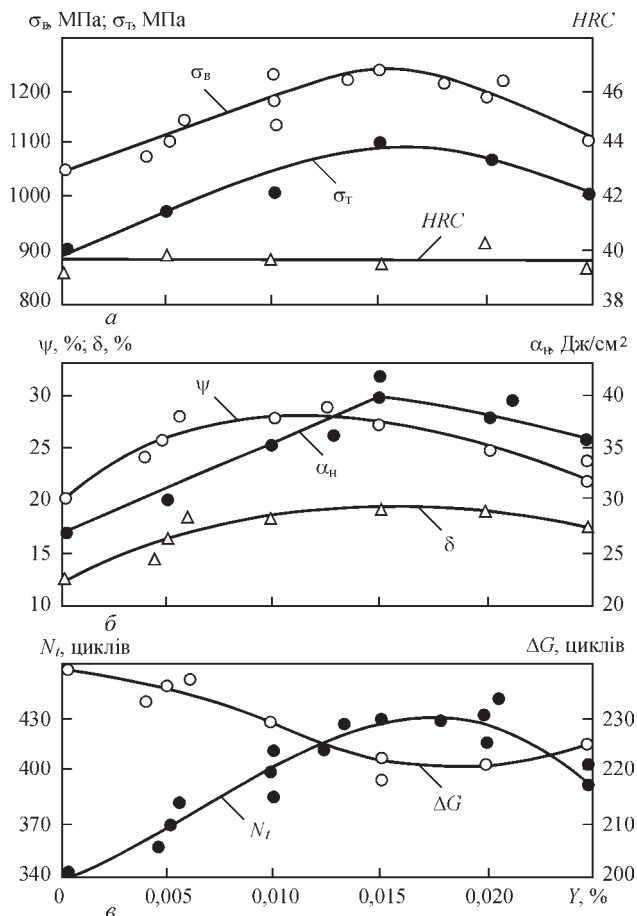 σв, МПа; σт, МПа HRC
1200 46
1100 44
1000 42
900 40
800 38
σв
σт
HRC
а
ψ, %; δ, % αн, Дж/см²
30 40
25 35
20 30
15 25
10 20
ψ
αн
δ
б
Nt, циклів ΔG, циклів
430 230
400 220
370 210
340 200
Nt
ΔG
0 0,005 0,010 0,015 0,020 Y, %
в